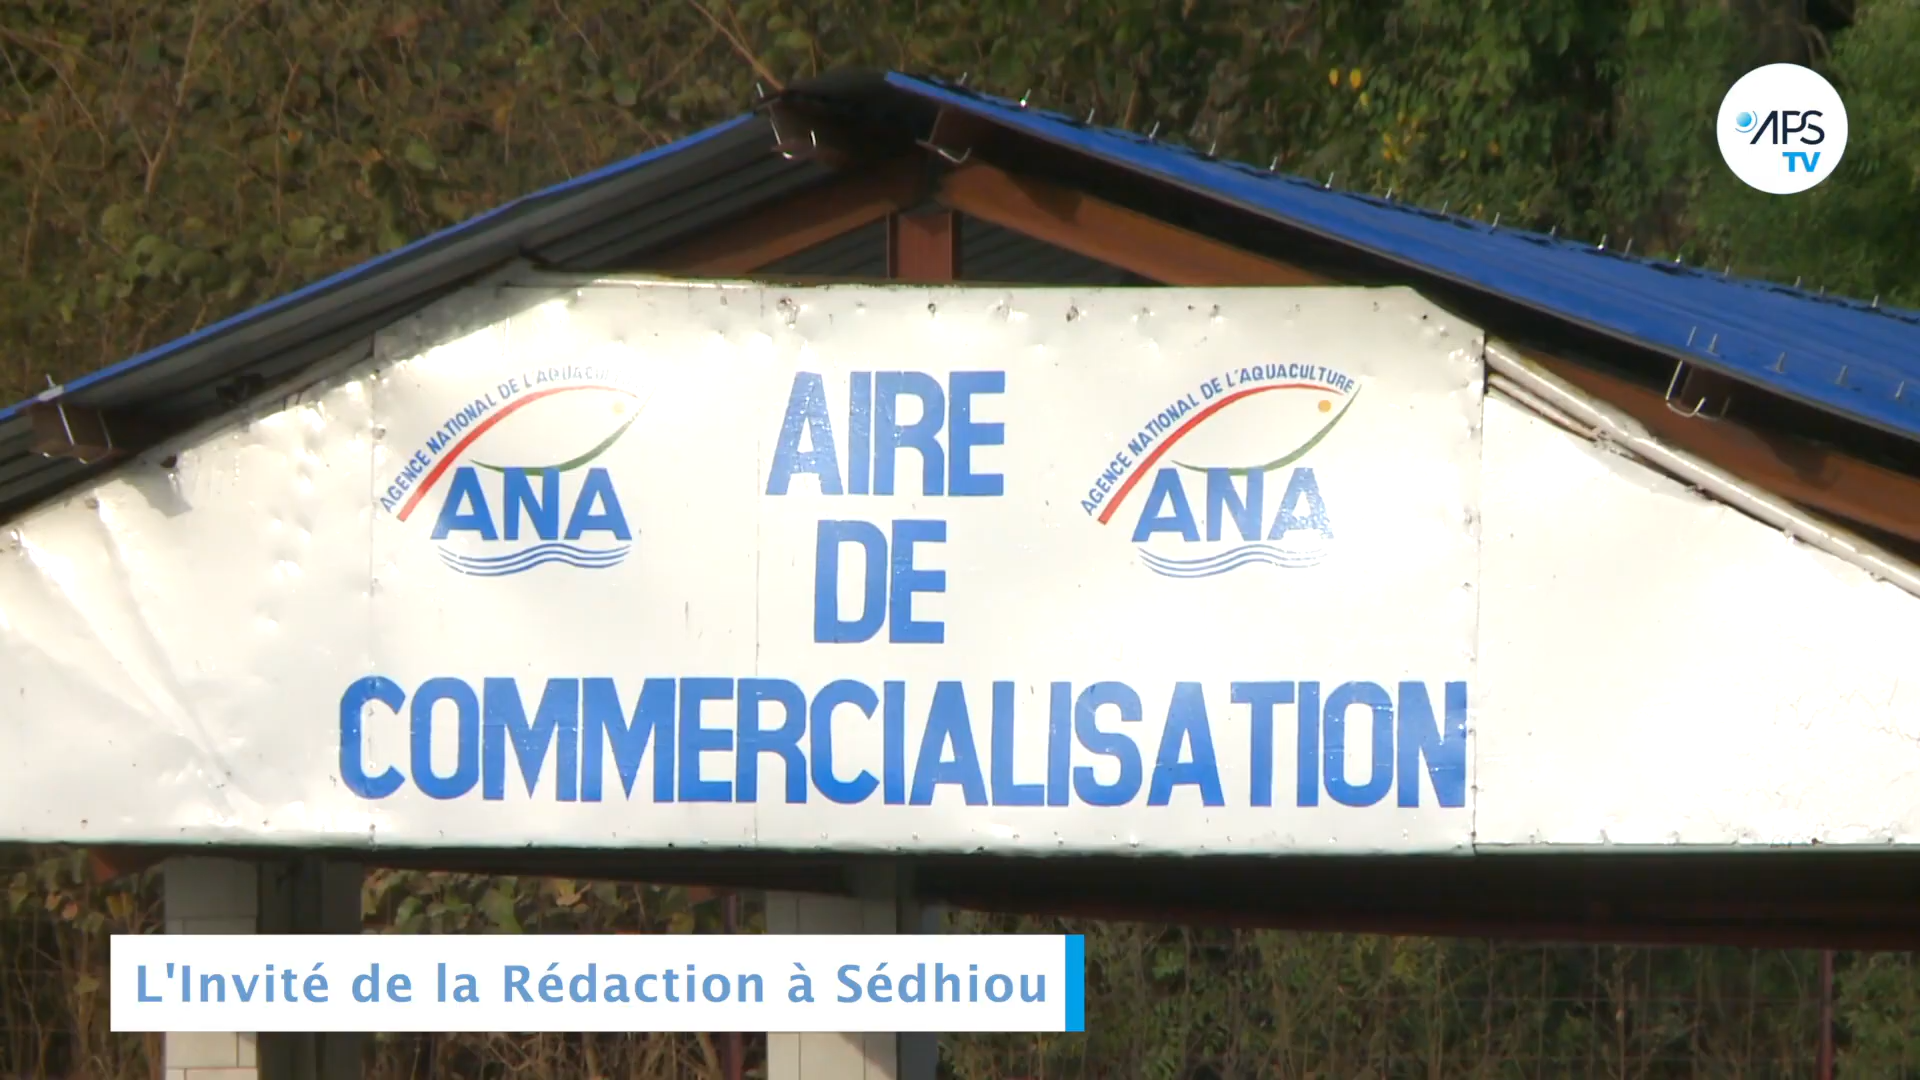 APS
TV
AGENCE NATIONAL DE L'AQUACULTURE
ANA
AIRE
DE
COMMERCIALISATION
AGENCE NATIONAL DE L'AQUACULTURE
ANA
L'Invité de la Rédaction à Sédhiou